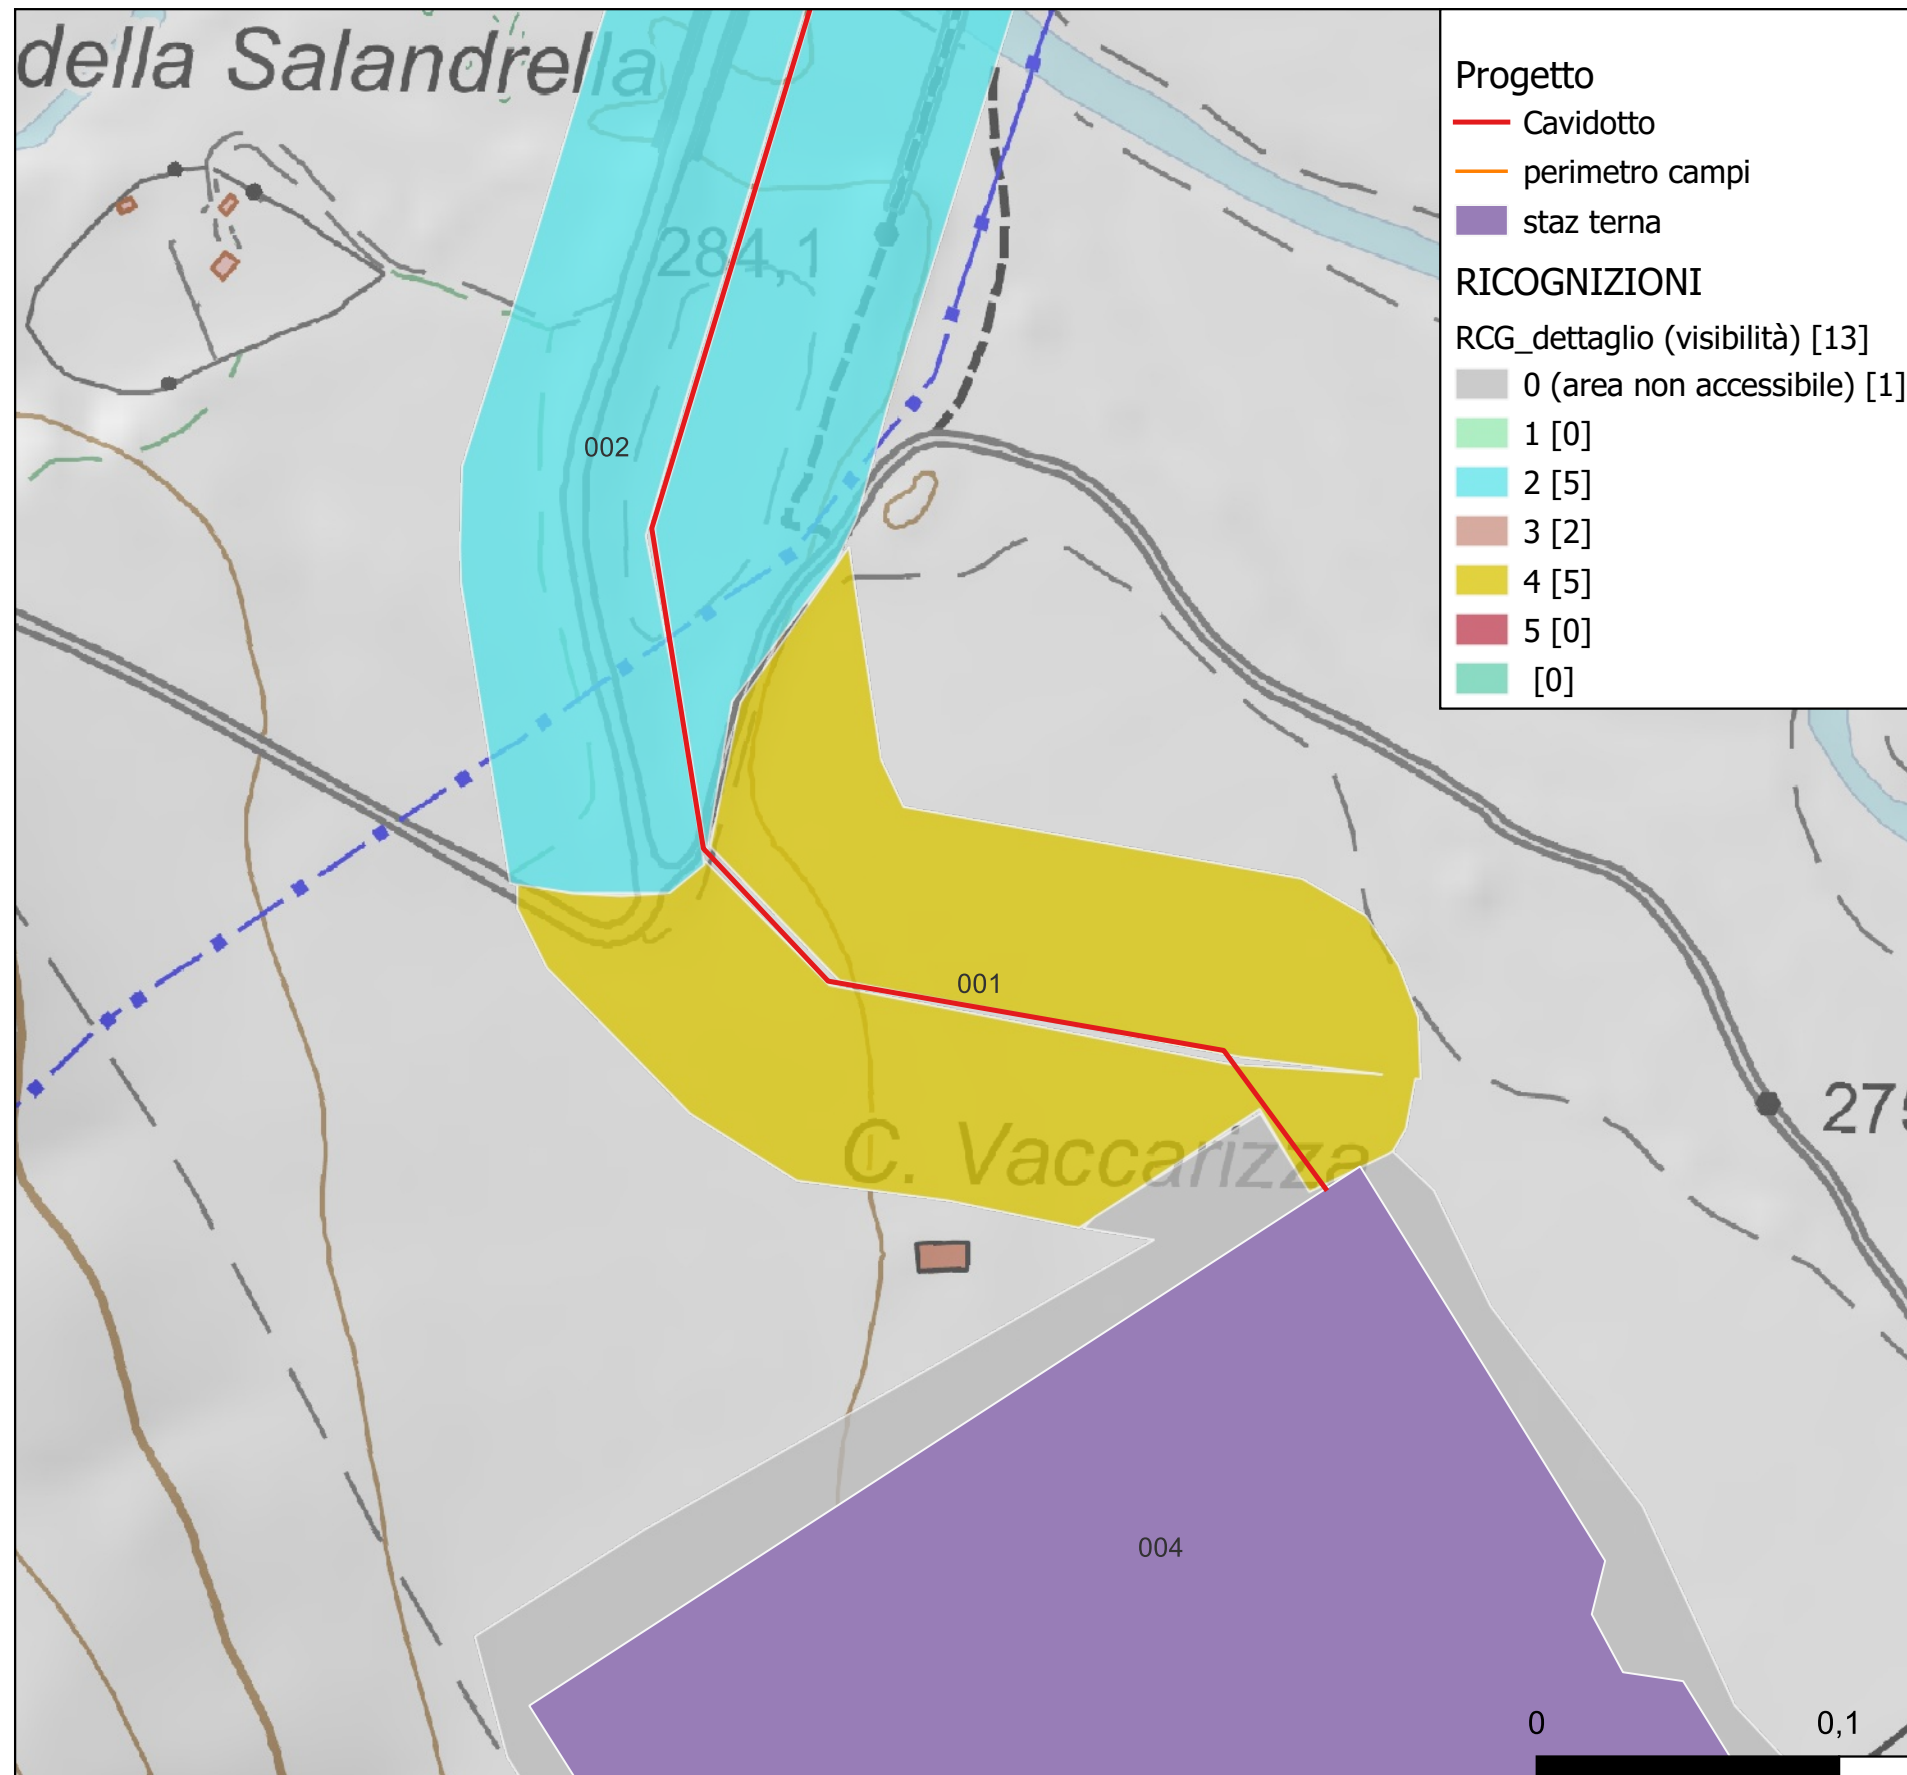 della Salandrella
284,1
002
001
C. Vaccarizza
004
Progetto
Cavidotto
perimetro campi
staz terna
RICOGNIZIONI
RCG_dettaglio (visibilità) [13]
0 (area non accessibile) [1]
1 [0]
2 [5]
3 [2]
4 [5]
5 [0]
[0]
275
0 0,1